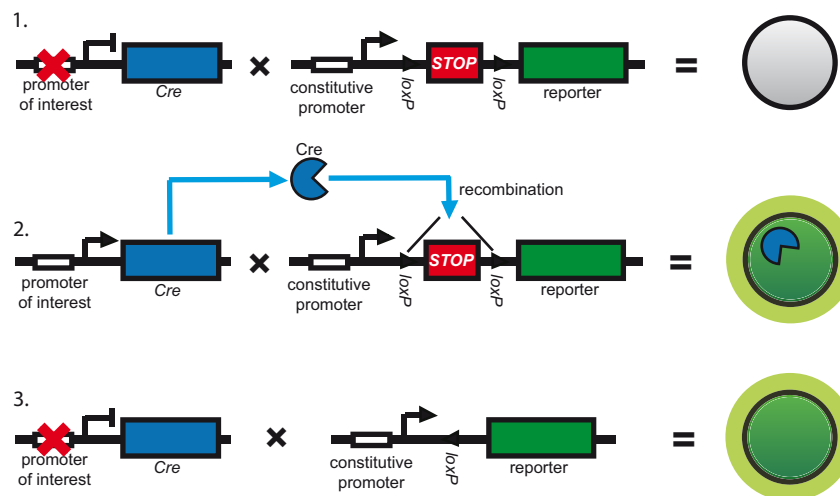 1.
promoter
of interest
Cre
×
constitutive
promoter
loxP
STOP
loxP
reporter
=
Cre
recombination
2.
promoter
of interest
Cre
×
constitutive
promoter
loxP
STOP
loxP
reporter
=
3.
promoter
of interest
Cre
×
constitutive
promoter
loxP
reporter
=